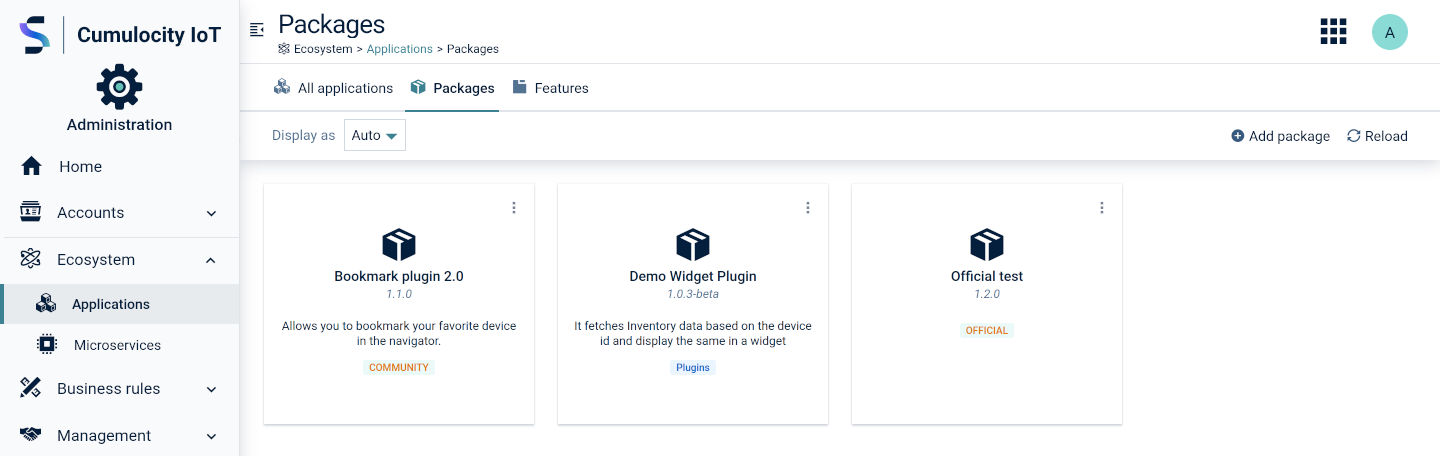 Cumulocity IoT
Administration
Home
Accounts
Ecosystem
Applications
Microservices
Business rules
Management
Packages
Ecosystem > Applications > Packages
A
All applications
Packages
Features
Display as
Auto
Add package
Reload
Bookmark plugin 2.0
1.1.0
Allows you to bookmark your favorite device
in the navigator.
COMMUNITY
Demo Widget Plugin
1.0.3-beta
It fetches Inventory data based on the device
id and display the same in a widget
Plugins
Official test
1.2.0
OFFICIAL